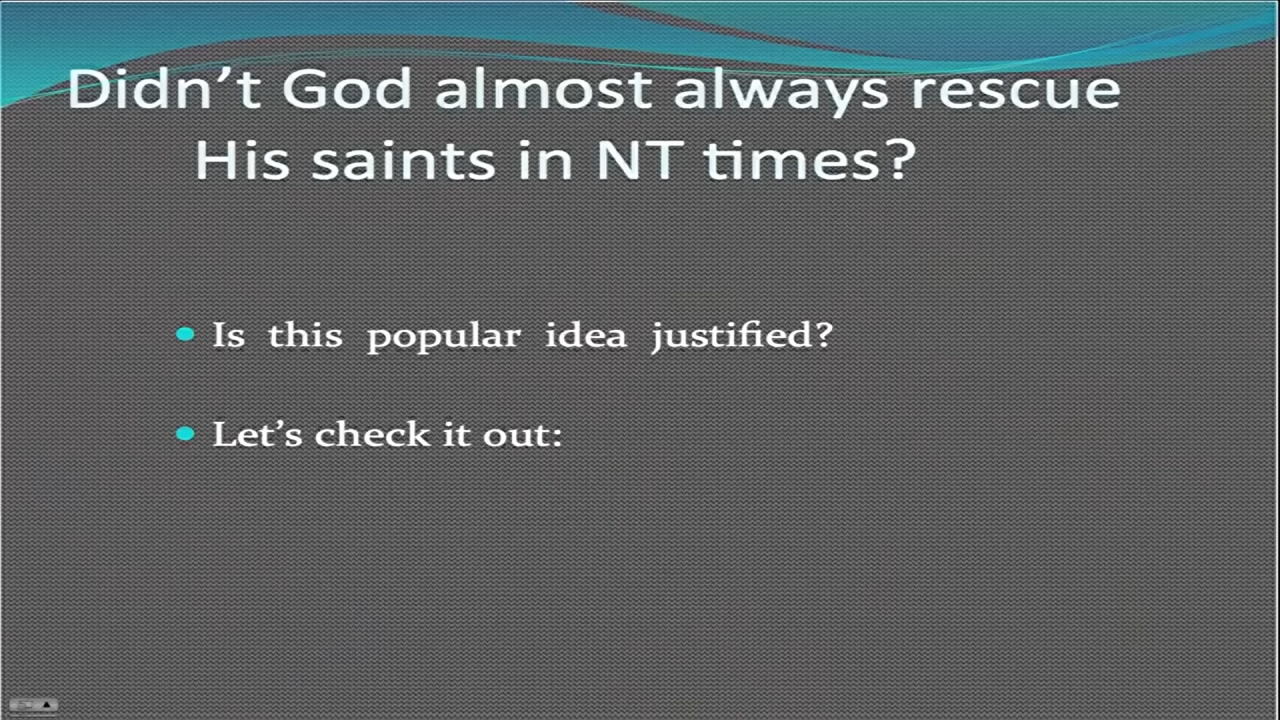 Didn’t God almost always rescue
His saints in NT times?
Is this popular idea justified?
Let’s check it out: